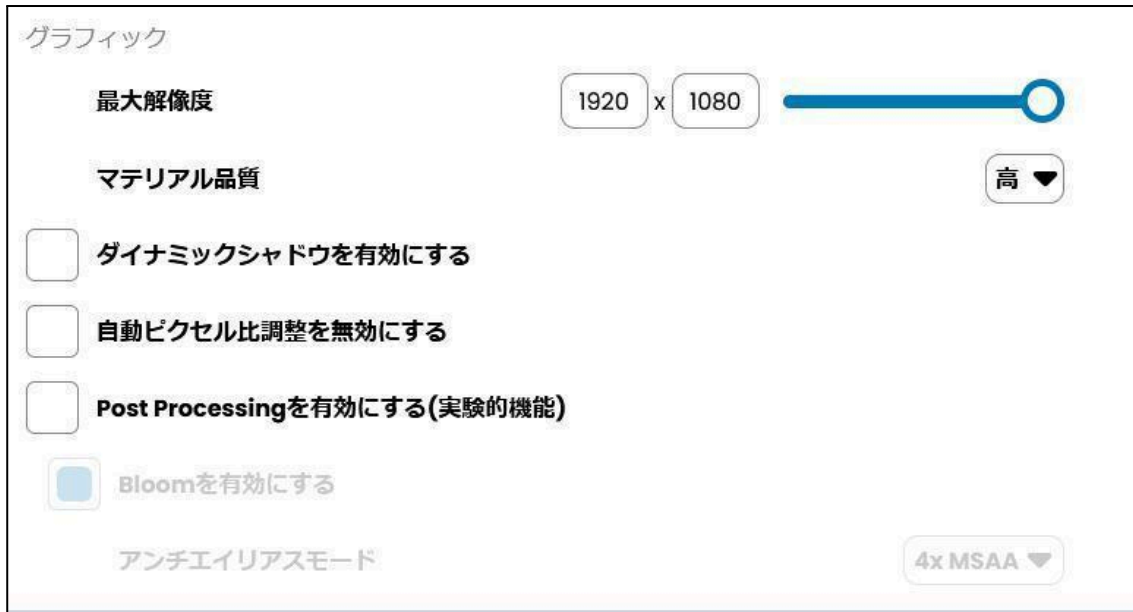 グラフィック
最大解像度 1920 x 1080
マテリアル品質 高
ダイナミックシャドウを有効にする
自動ピクセル比調整を無効にする
Post Processingを有効にする(実験的機能)
Bloomを有効にする
アンチエイリアスモード 4x MSAA